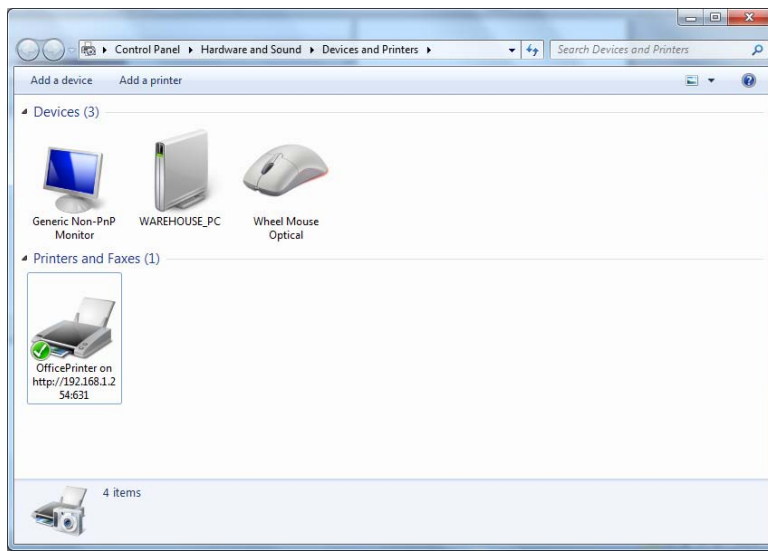 Control Panel ▸ Hardware and Sound ▸ Devices and Printers ▸
Search Devices and Printers
Add a device Add a printer
Devices (3)
Generic Non-PnP
Monitor
WAREHOUSE_PC
Wheel Mouse
Optical
Printers and Faxes (1)
OfficePrinter on
http://192.168.1.2
54:631
4 items